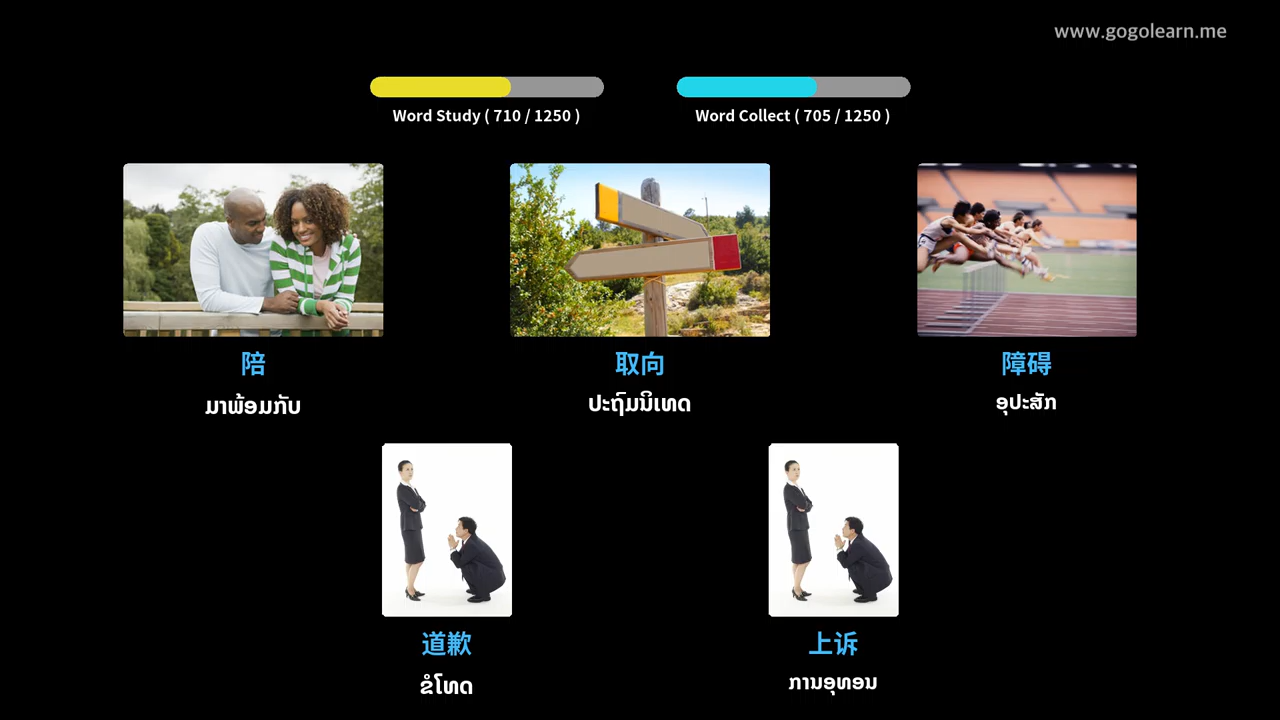 www.gogolearn.me
Word Study ( 710 / 1250 )
Word Collect ( 705 / 1250 )
陪
取向
障碍
ມາພ້ອມກັບ
ປະຖົມນິເທດ
ອຸປະສັກ
道歉
上诉
ຂໍໂທດ
ການອຸທອນ